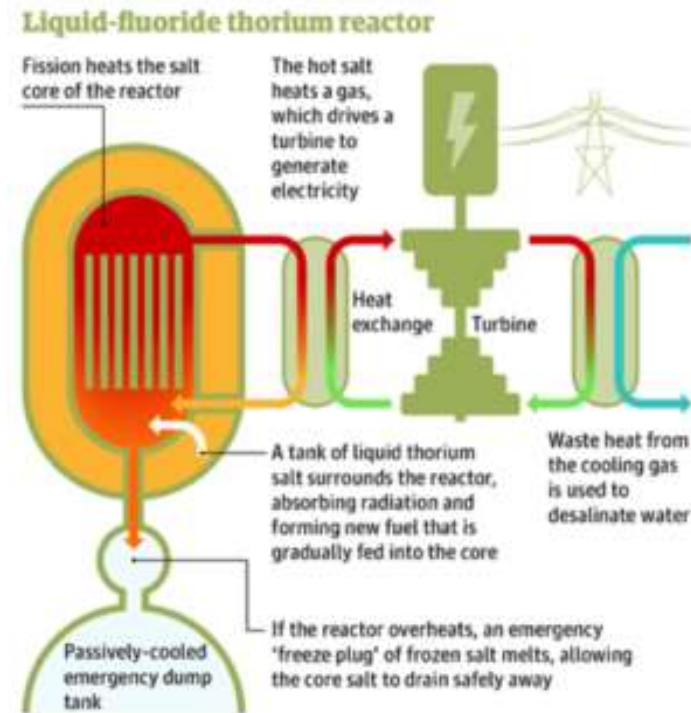 Liquid-fluoride thorium reactor
Fission heats the salt
core of the reactor
The hot salt
heats a gas,
which drives a
turbine to
generate
electricity
Heat
exchange
Turbine
A tank of liquid thorium
salt surrounds the reactor,
absorbing radiation and
forming new fuel that is
gradually fed into the core
Waste heat from
the cooling gas
is used to
desalinate water
If the reactor overheats, an emergency
'freeze plug' of frozen salt melts, allowing
the core salt to drain safely away
Passively-cooled
emergency dump
tank